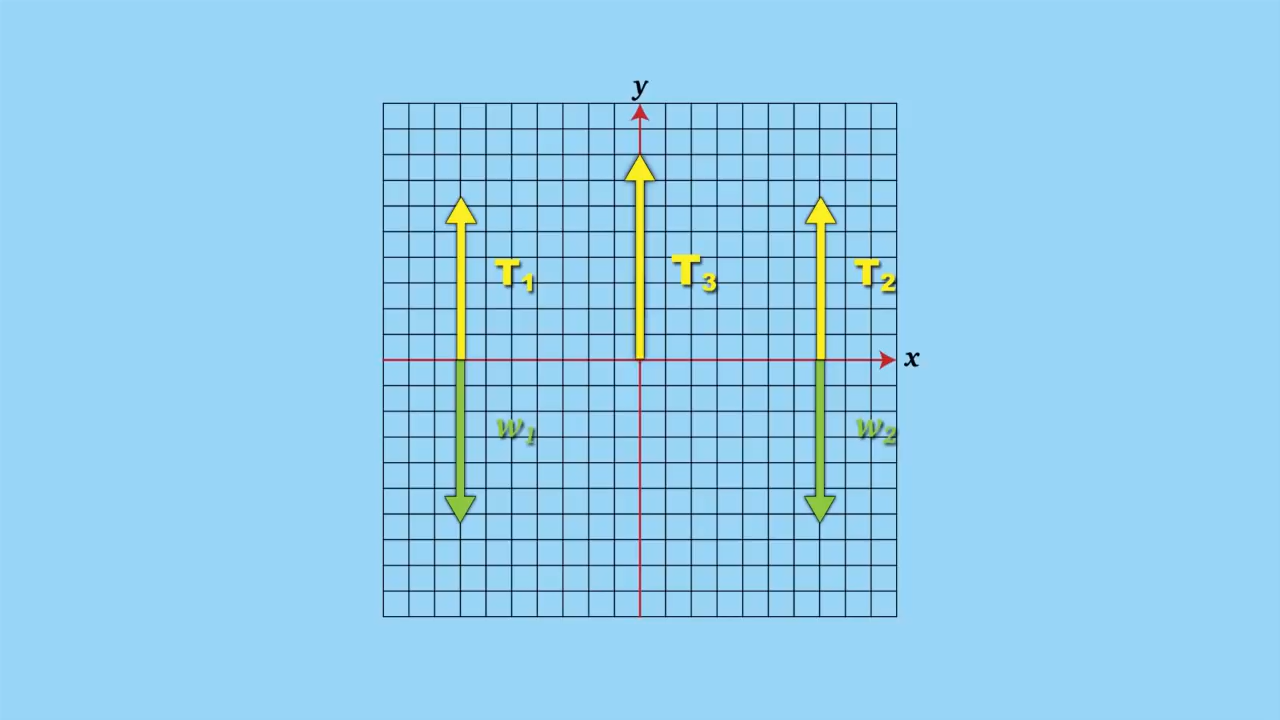 y
T₁
T₃
T₂
x
w₁
w₂